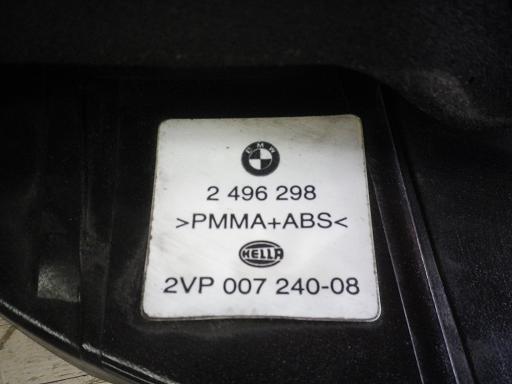 BMW
2 496 298
>PMMA+ABS<
HELLA
2VP 007 240-08